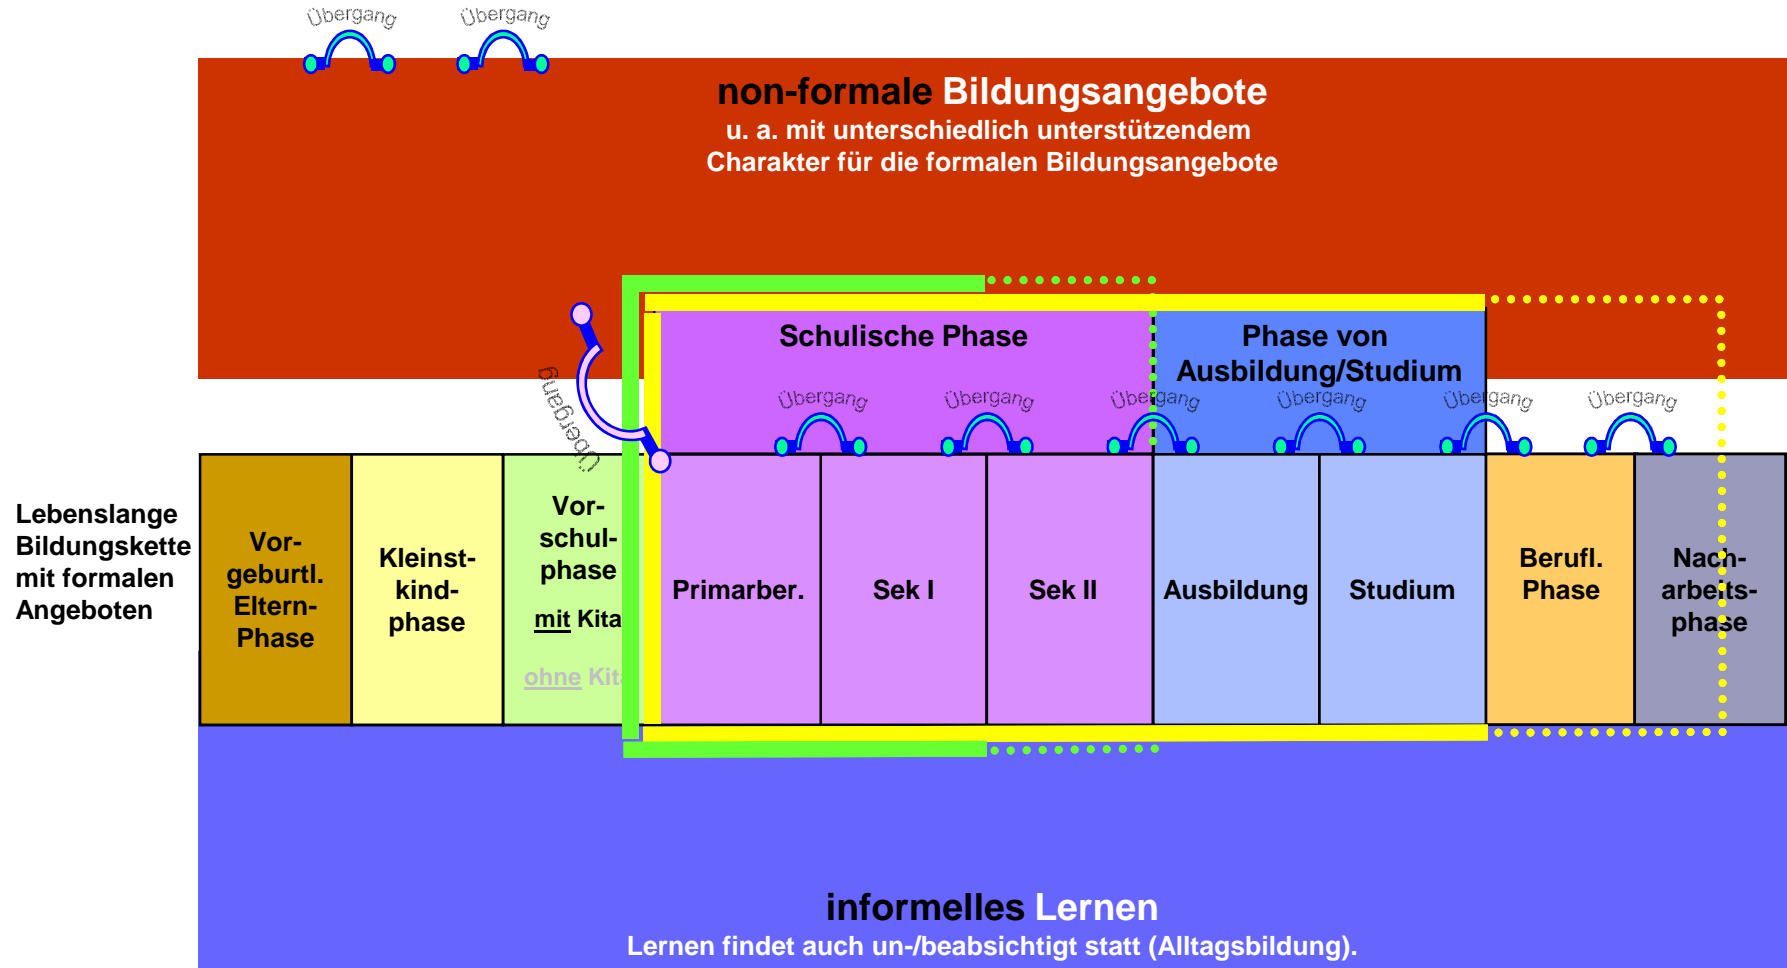 Übergang
Übergang
non-formale Bildungsangebote
u. a. mit unterschiedlich unterstützendem
Charakter für die formalen Bildungsangebote
Schulische Phase
Phase von
Ausbildung/Studium
Übergang
Übergang
Übergang
Übergang
Übergang
Übergang
Übergang
Lebenslange
Bildungskette
mit formalen
Angeboten
Vor-
geburtl.
Eltern-
Phase
Kleinst-
kind-
phase
Vor-
schul-
phase
mit Kita
ohne Kita
Primarber.
Sek I
Sek II
Ausbildung
Studium
Berufl.
Phase
Nach-
arbeits-
phase
informelles Lernen
Lernen findet auch un-/beabsichtigt statt (Alltagsbildung).